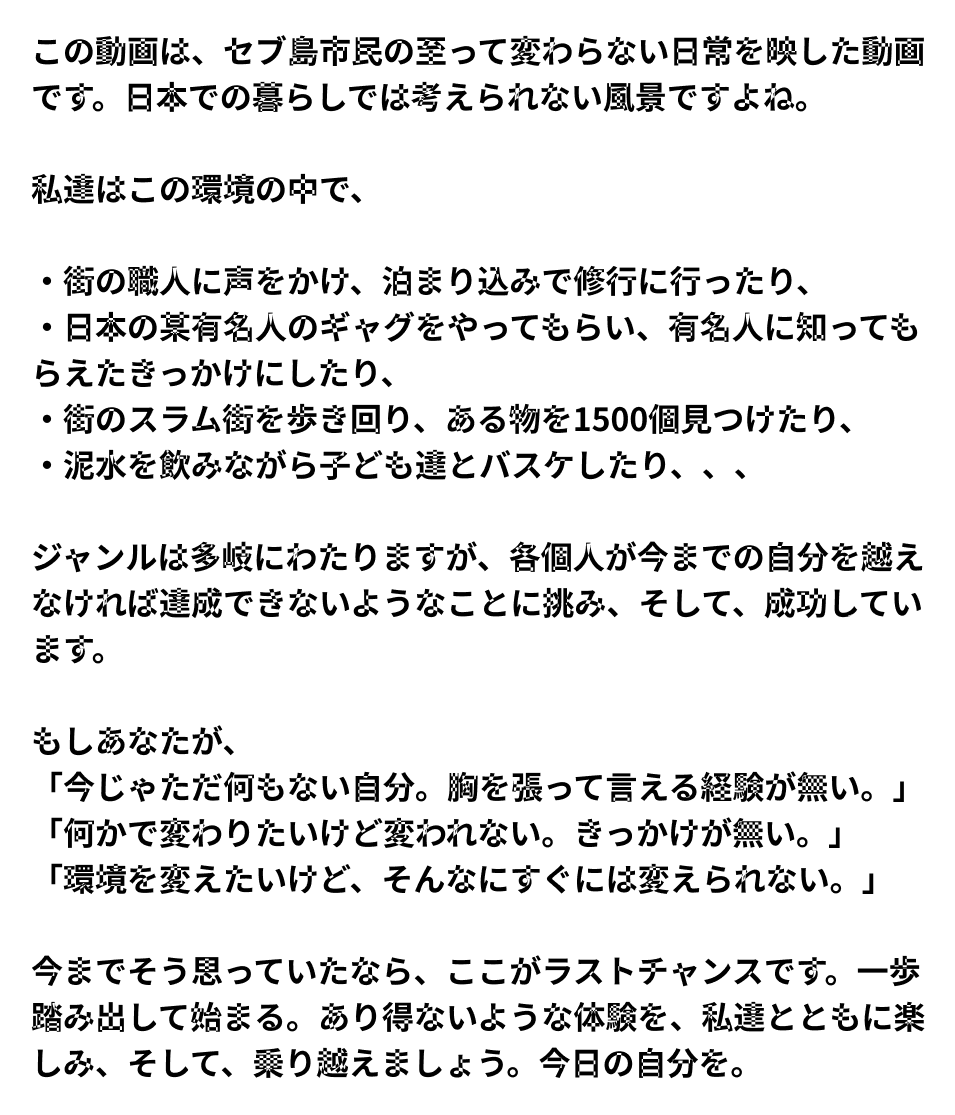 この動画は、セブ島市民の至って変わらない日常を映した動画
です。日本での暮らしでは考えられない風景ですよね。
私達はこの環境の中で、
・街の職人に声をかけ、泊まり込みで修行に行ったり、
・日本の某有名人のギャグをやってもらい、有名人に知っても
らえたきっかけにしたり、
・街のスラム街を歩き回り、ある物を1500個見つけたり、
・泥水を飲みながら子ども達とバスケしたり、、、
ジャンルは多岐にわたりますが、各個人が今までの自分を越え
なければ達成できないようなことに挑み、そして、成功してい
ます。
もしあなたが、
「今じゃただ何もない自分。胸を張って言える経験が無い。」
「何かで変わりたいけど変われない。きっかけが無い。」
「環境を変えたいけど、そんなにすぐには変えられない。」
今までそう思っていたなら、ここがラストチャンスです。一歩
踏み出して始まる。あり得ないような体験を、私達とともに楽
しみ、そして、乗り越えましょう。今日の自分を。